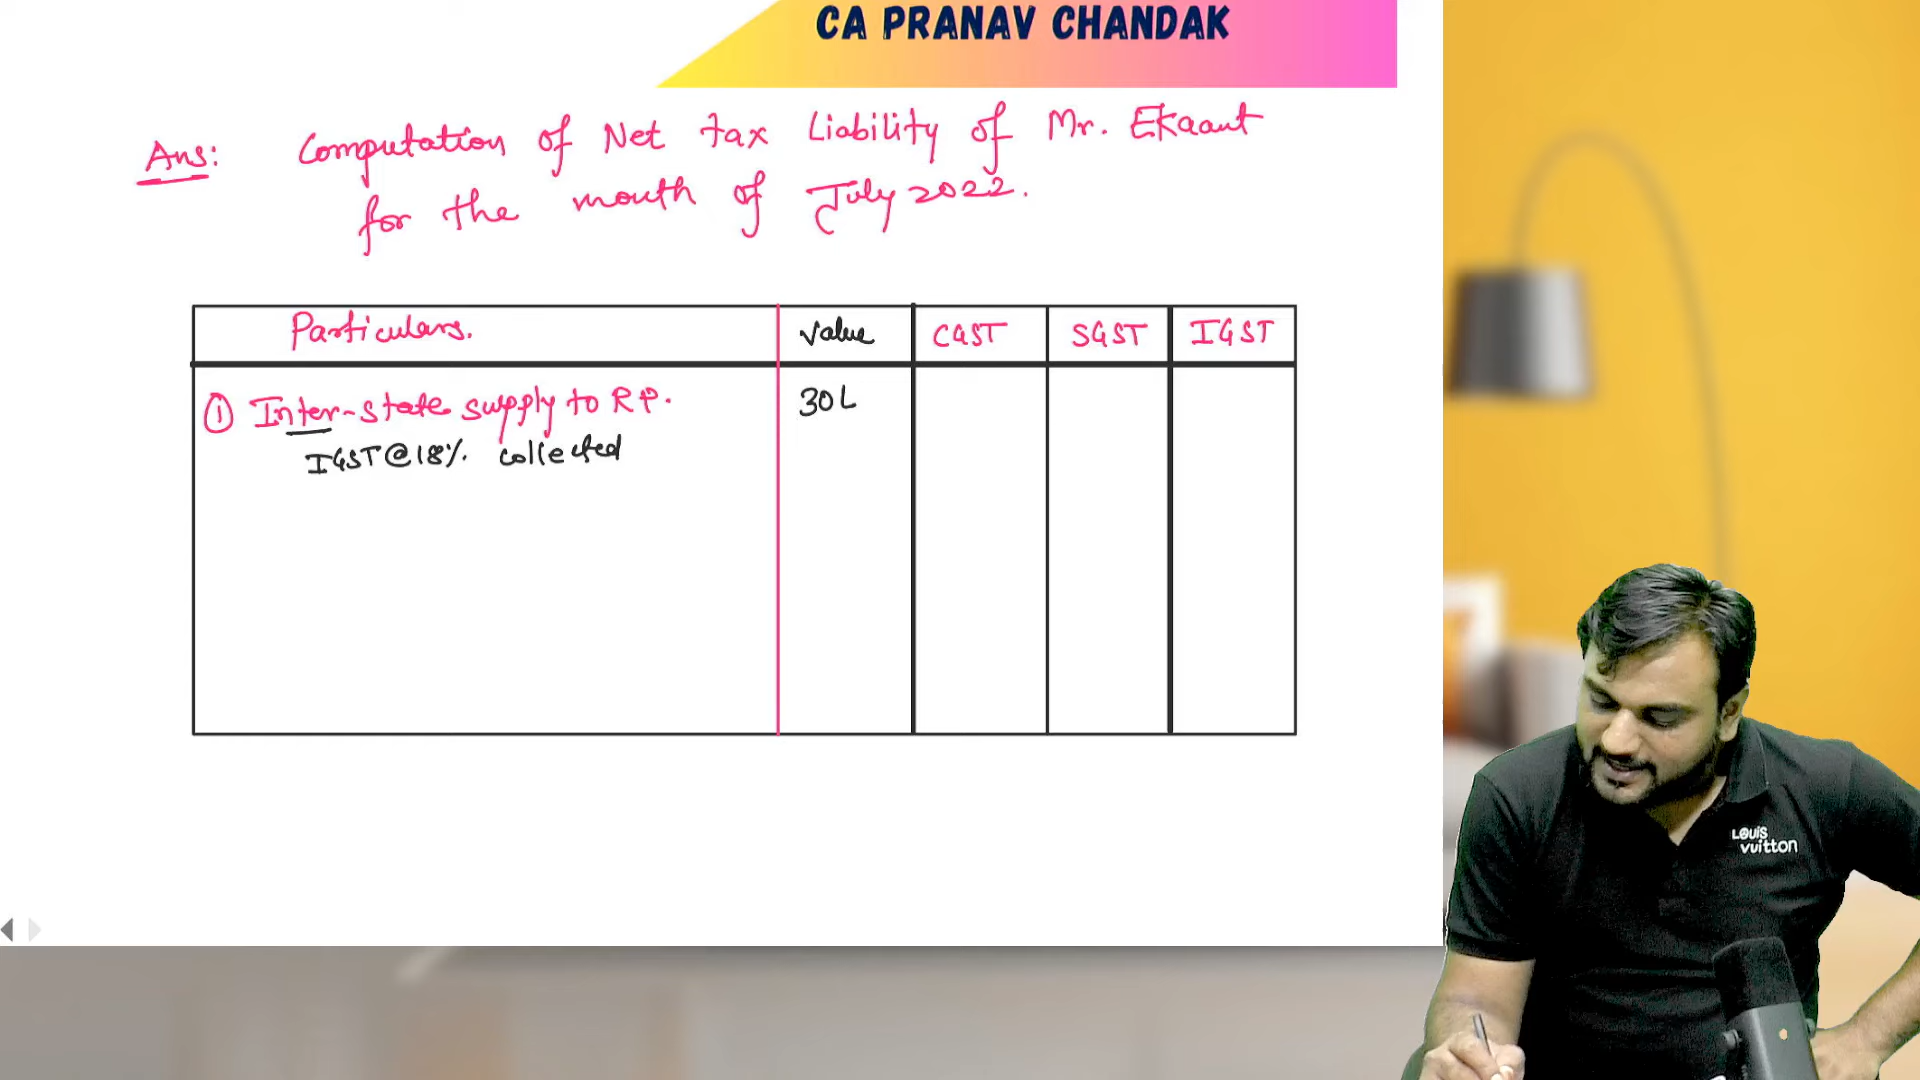 CA PRANAV CHANDAK
Ans: Computation of Net tax Liability of Mr. Ekaant
for the month of July 2022.
Particulars. Value CGST SGST IGST
① Inter-state supply to RP. 30L
IGST@18% collected
LOUIS
vuitton